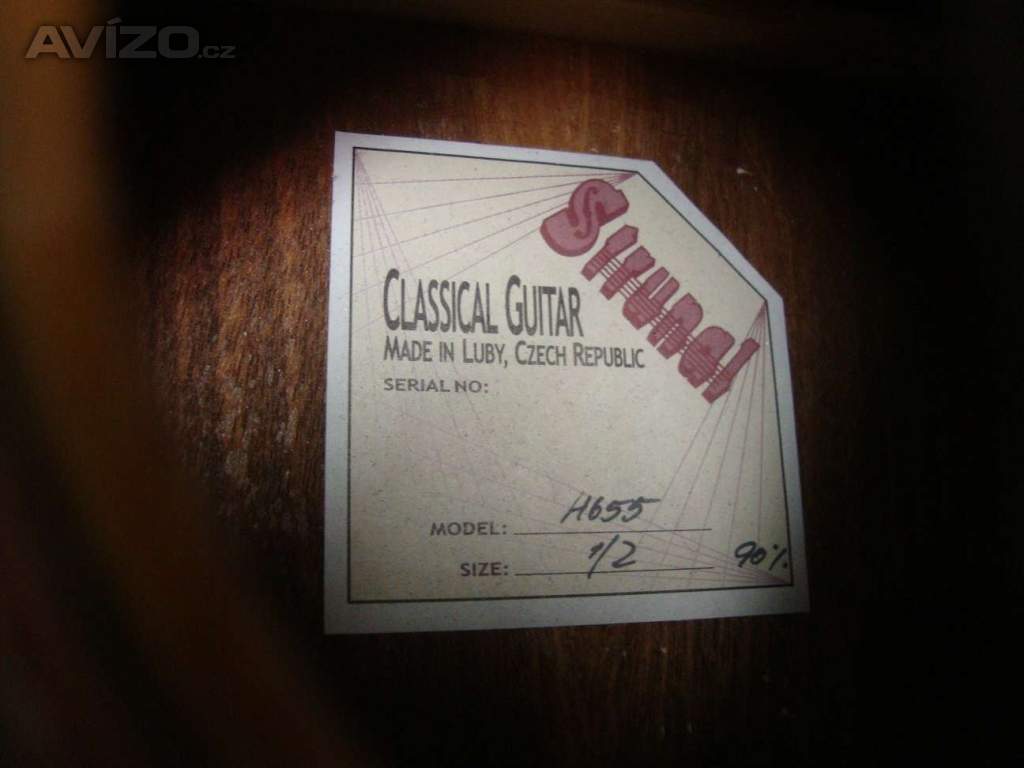 AVÍZO.cz
Strunal
CLASSICAL GUITAR
MADE IN LUBY, CZECH REPUBLIC
SERIAL NO:
MODEL: H655
SIZE: 1/2 90%